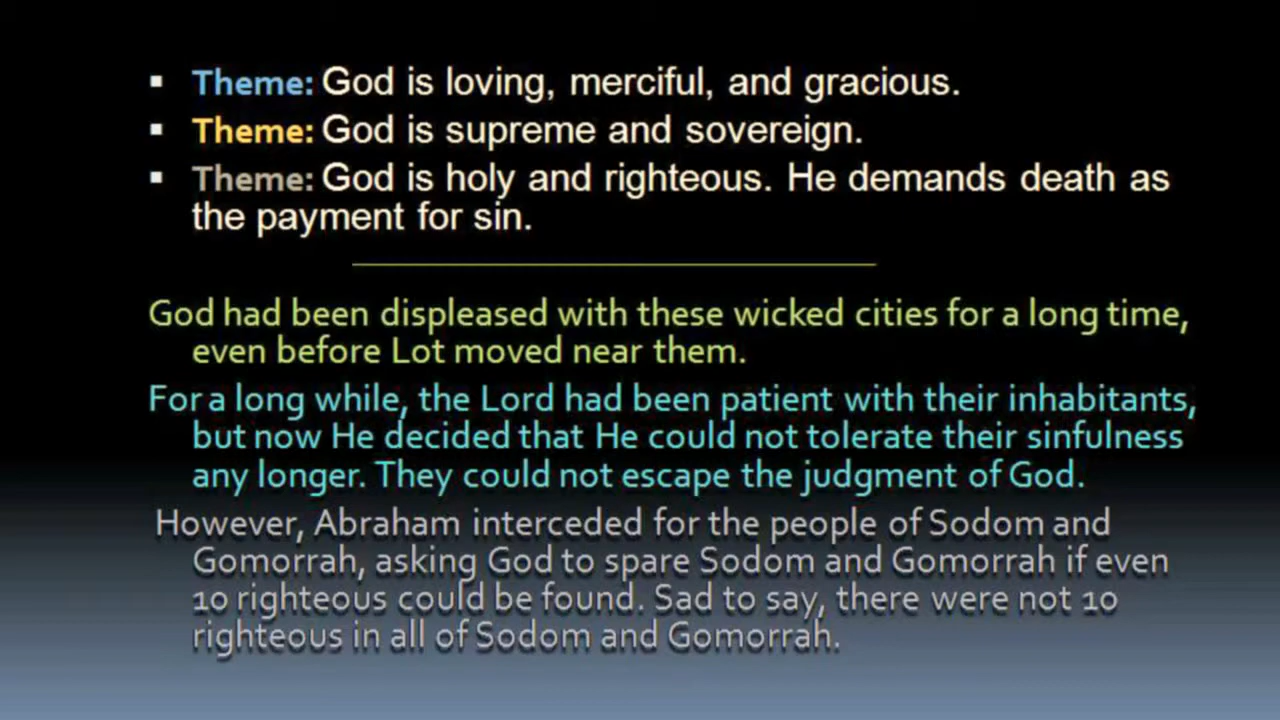 ▪ Theme: God is loving, merciful, and gracious.
▪ Theme: God is supreme and sovereign.
▪ Theme: God is holy and righteous. He demands death as
the payment for sin.
God had been displeased with these wicked cities for a long time,
even before Lot moved near them.
For a long while, the Lord had been patient with their inhabitants,
but now He decided that He could not tolerate their sinfulness
any longer. They could not escape the judgment of God.
However, Abraham interceded for the people of Sodom and
Gomorrah, asking God to spare Sodom and Gomorrah if even
10 righteous could be found. Sad to say, there were not 10
righteous in all of Sodom and Gomorrah.